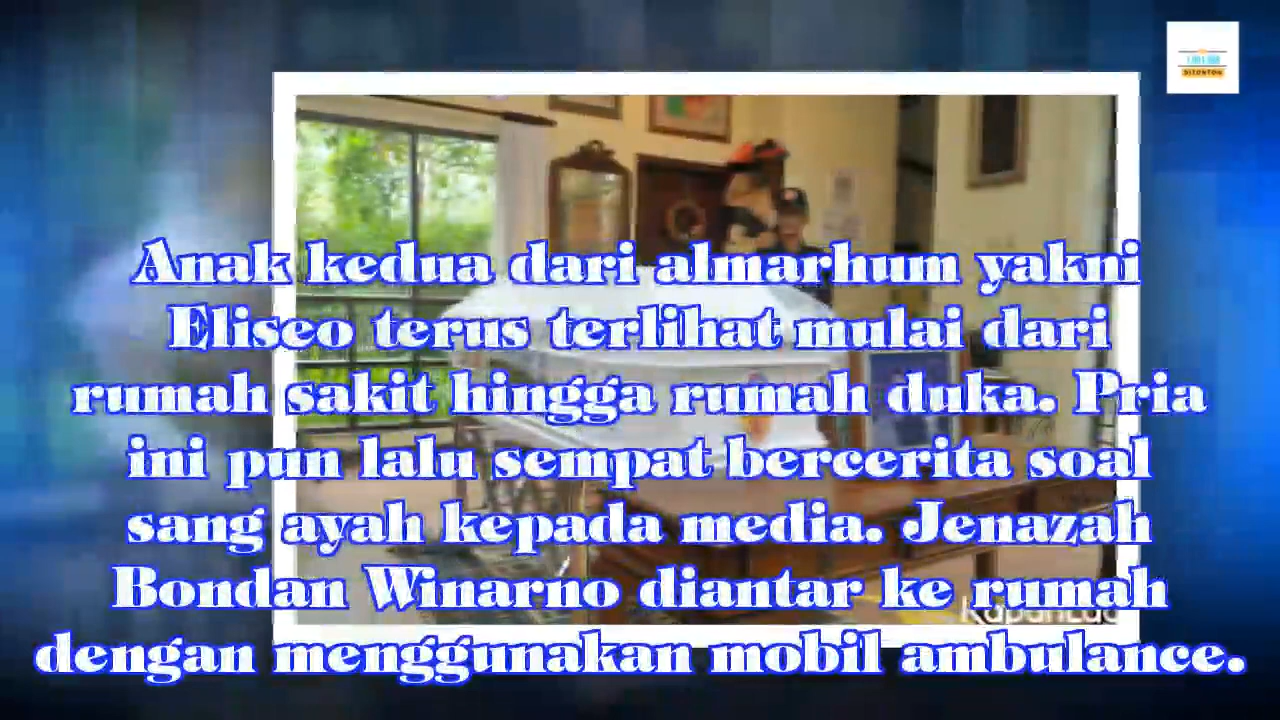 DITONTON
Anak kedua dari almarhum yakni
Eliseo terus terlihat mulai dari
rumah sakit hingga rumah duka. Pria
ini pun lalu sempat bercerita soal
sang ayah kepada media. Jenazah
Bondan Winarno diantar ke rumah
dengan menggunakan mobil ambulance.